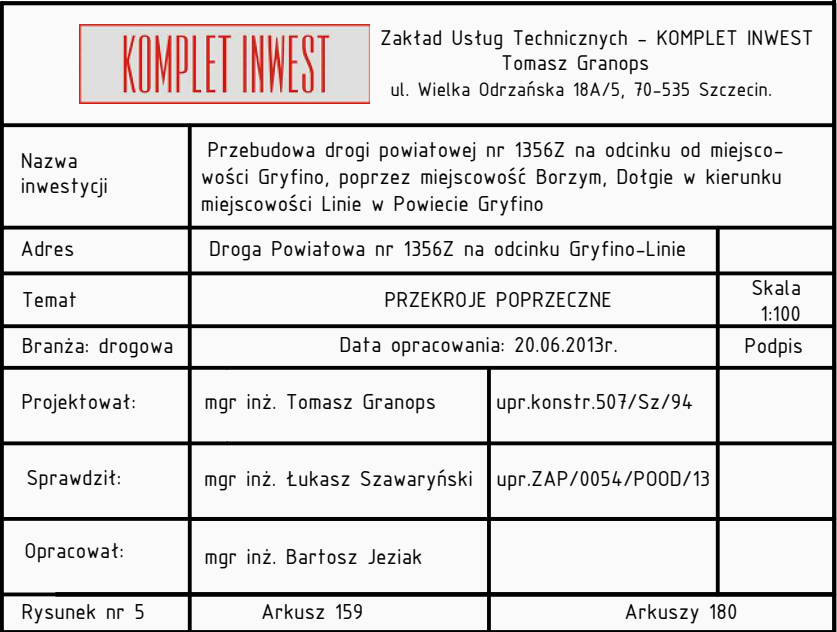 KOMPLET INWEST
Zakład Usług Technicznych - KOMPLET INWEST
Tomasz Granops
ul. Wielka Odrzańska 18A/5, 70-535 Szczecin.
Nazwa
inwestycji
Przebudowa drogi powiatowej nr 1356Z na odcinku od miejsco-
wości Gryfino, poprzez miejscowość Borzym, Dołgie w kierunku
miejscowości Linie w Powiecie Gryfino
Adres
Droga Powiatowa nr 1356Z na odcinku Gryfino-Linie
Temat
PRZEKROJE POPRZECZNE
Skala
1:100
Branża: drogowa
Data opracowania: 20.06.2013r.
Podpis
Projektował:
mgr inż. Tomasz Granops
upr.konstr.507/Sz/94
Sprawdził:
mgr inż. Łukasz Szawaryński
upr.ZAP/0054/POOD/13
Opracował:
mgr inż. Bartosz Jeziak
Rysunek nr 5
Arkusz 159
Arkuszy 180